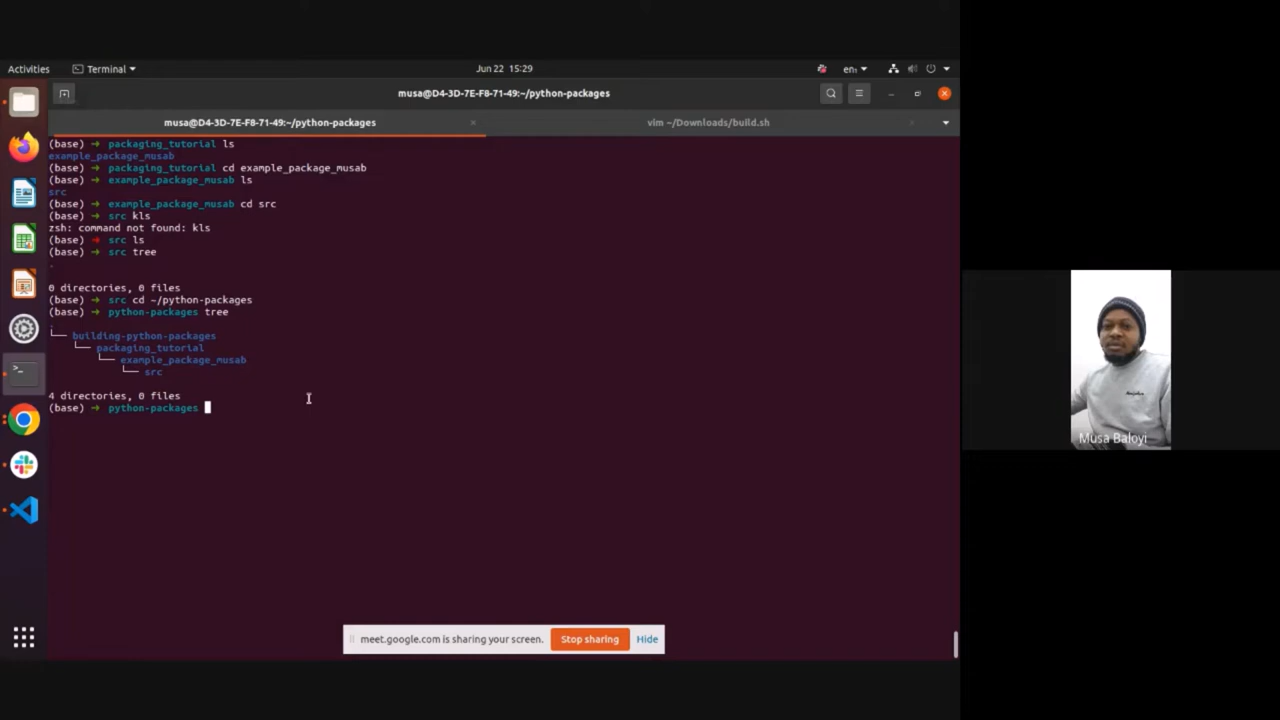 Activities
Terminal
Jun 22 15:29
en₁
musa@D4-3D-7E-F8-71-49:~/python-packages
musa@D4-3D-7E-F8-71-49:~/python-packages
vim ~/Downloads/build.sh
(base) ➜ packaging_tutorial ls
example_package_musab
(base) ➜ packaging_tutorial cd example_package_musab
(base) ➜ example_package_musab ls
src
(base) ➜ example_package_musab cd src
(base) ➜ src kls
zsh: command not found: kls
(base) ➜ src ls
(base) ➜ src tree
.
0 directories, 0 files
(base) ➜ src cd ~/python-packages
(base) ➜ python-packages tree
.
└── building-python-packages
└── packaging_tutorial
└── example_package_musab
└── src
4 directories, 0 files
(base) ➜ python-packages
Musa Baloyi
meet.google.com is sharing your screen.
Stop sharing
Hide